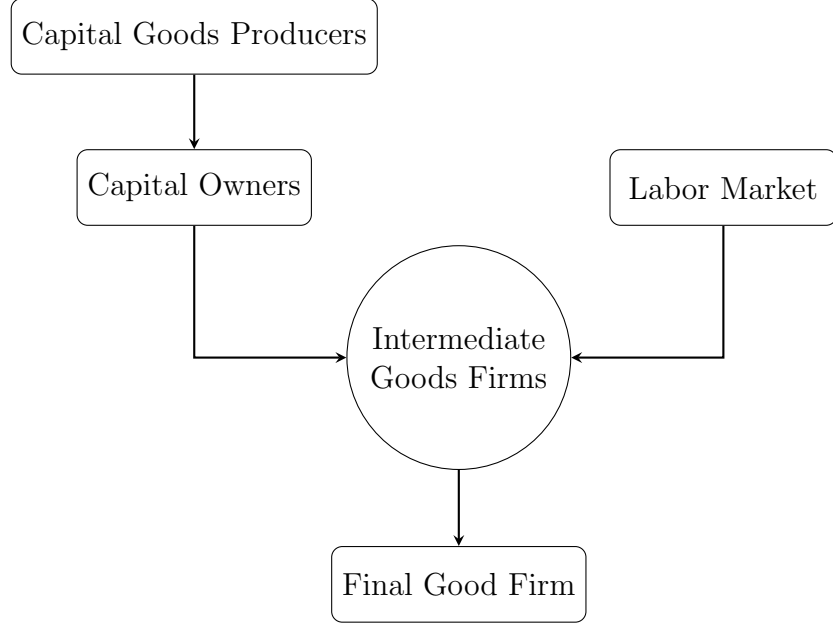 Capital Goods Producers
Capital Owners
Labor Market
Intermediate
Goods Firms
Final Good Firm